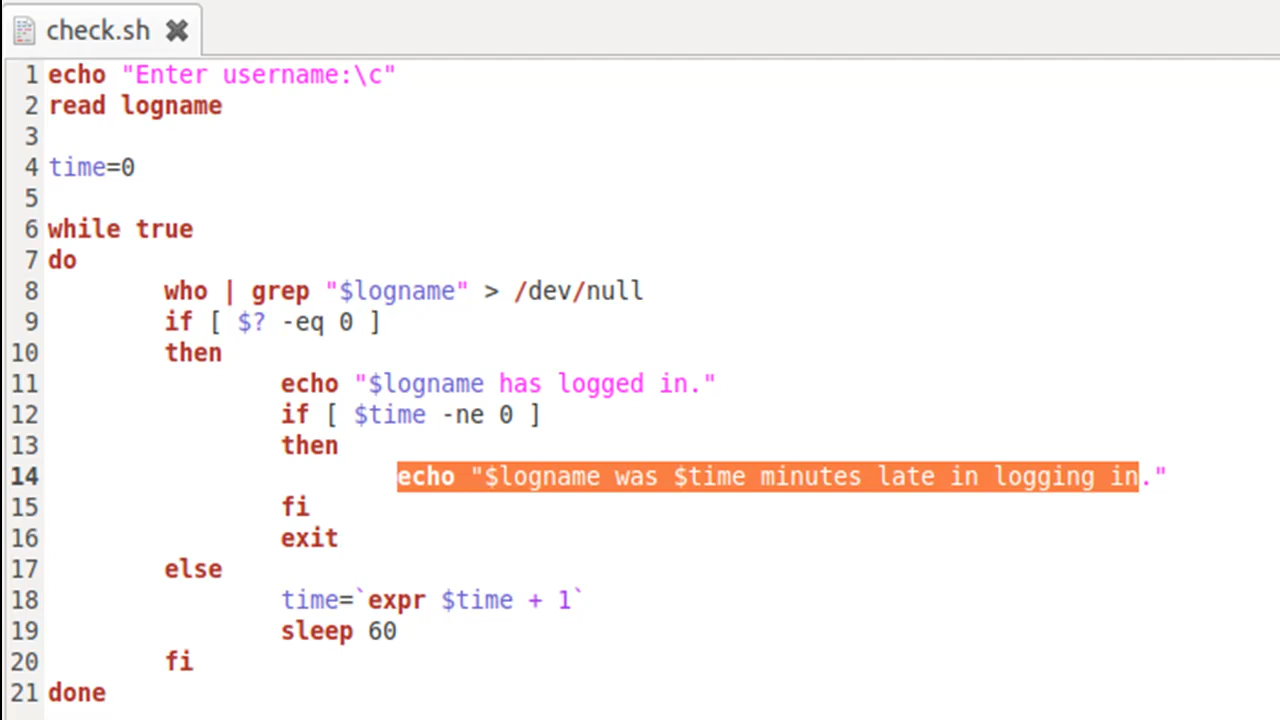 check.sh
1 echo "Enter username:\c"
2 read logname
3
4 time=0
5
6 while true
7 do
8         who | grep "$logname" > /dev/null
9         if [ $? -eq 0 ]
10         then
11                 echo "$logname has logged in."
12                 if [ $time -ne 0 ]
13                 then
14                         echo "$logname was $time minutes late in logging in."
15                 fi
16                 exit
17         else
18                 time=`expr $time + 1`
19                 sleep 60
20         fi
21 done